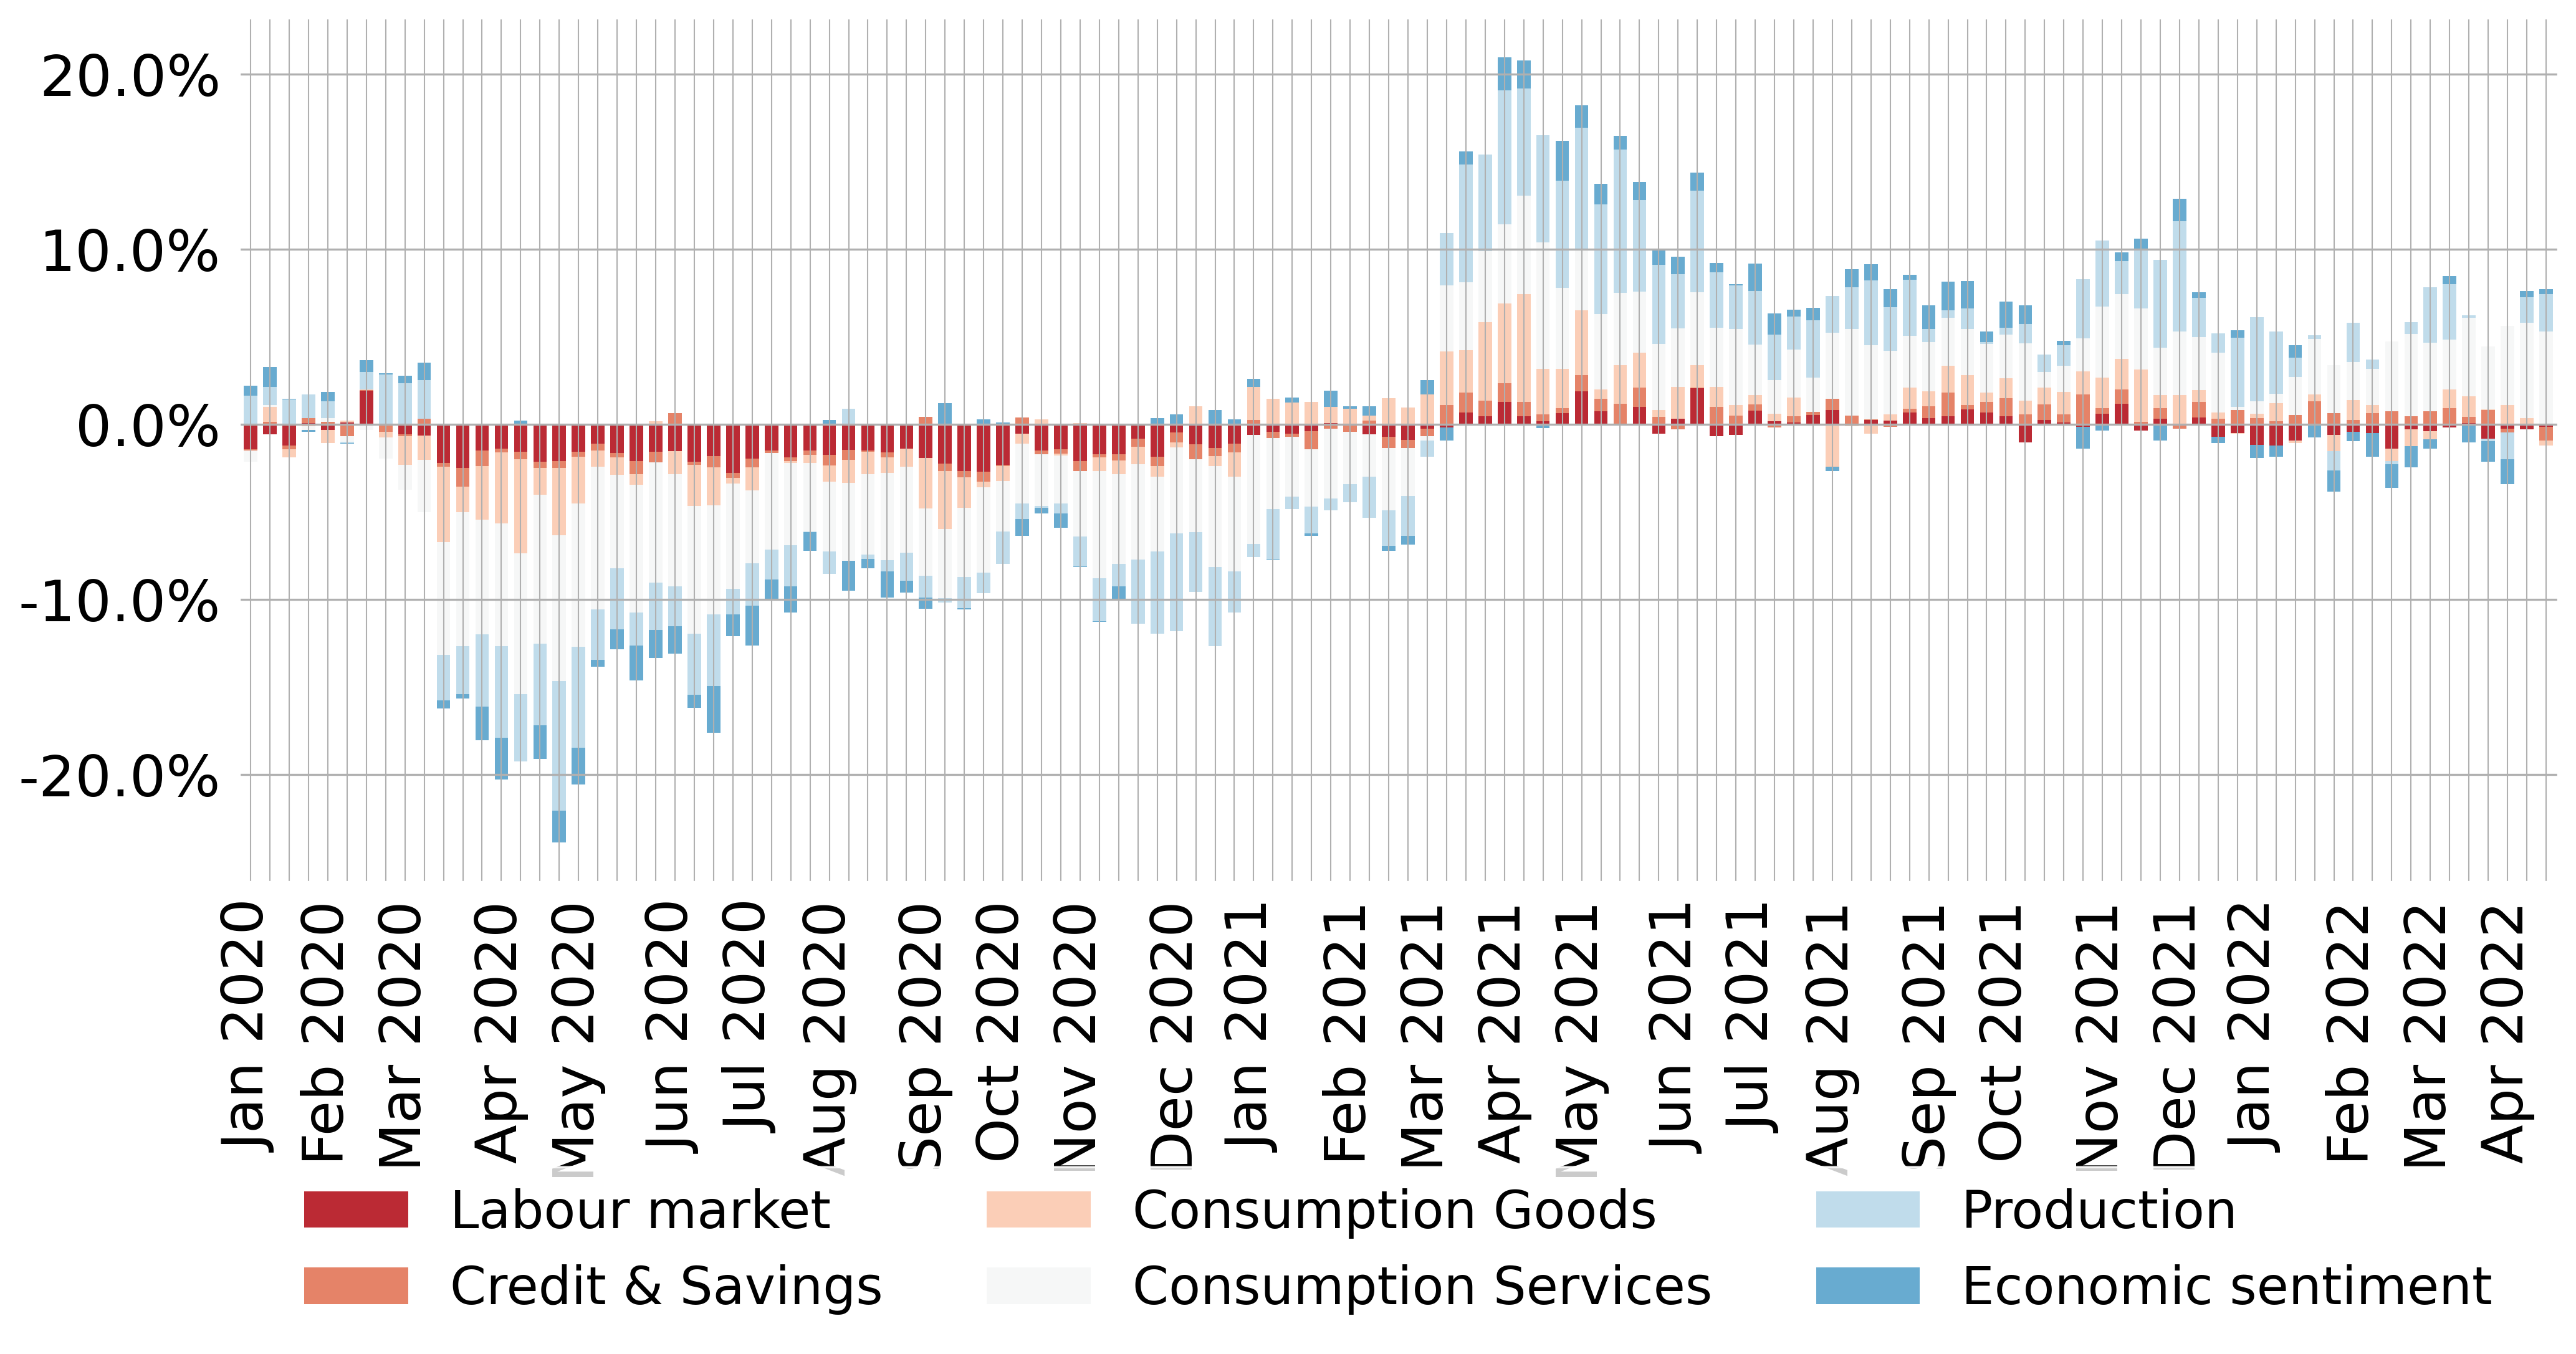 20.0%
10.0%
0.0%
-10.0%
-20.0%
Jan 2020
Feb 2020
Mar 2020
Apr 2020
May 2020
Jun 2020
Jul 2020
Aug 2020
Sep 2020
Oct 2020
Nov 2020
Dec 2020
Jan 2021
Feb 2021
Mar 2021
Apr 2021
May 2021
Jun 2021
Jul 2021
Aug 2021
Sep 2021
Oct 2021
Nov 2021
Dec 2021
Jan 2022
Feb 2022
Mar 2022
Apr 2022
Labour market
Credit & Savings
Consumption Goods
Consumption Services
Production
Economic sentiment